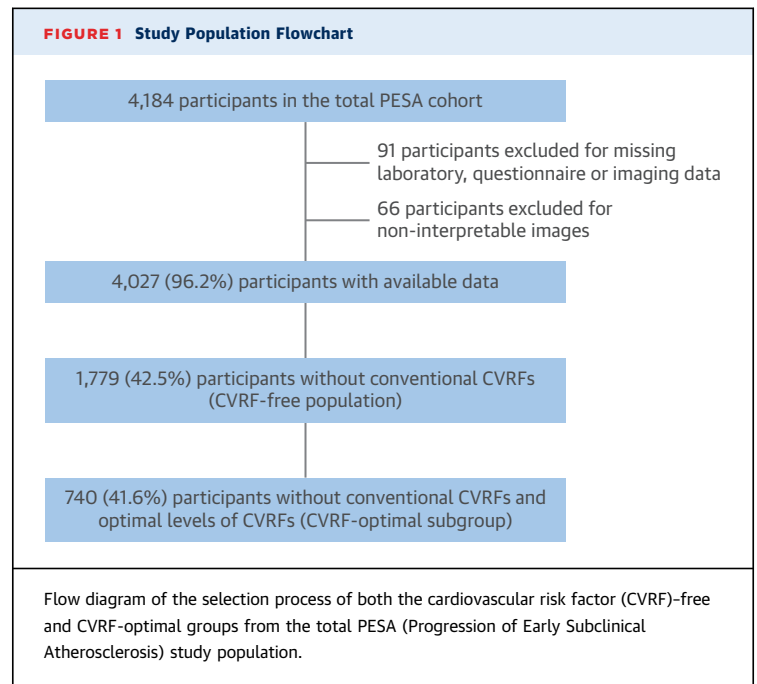 FIGURE 1 Study Population Flowchart
4,184 participants in the total PESA cohort
91 participants excluded for missing
laboratory, questionnaire or imaging data
66 participants excluded for
non-interpretable images
4,027 (96.2%) participants with available data
1,779 (42.5%) participants without conventional CVRFs
(CVRF-free population)
740 (41.6%) participants without conventional CVRFs and
optimal levels of CVRFs (CVRF-optimal subgroup)
Flow diagram of the selection process of both the cardiovascular risk factor (CVRF)–free
and CVRF-optimal groups from the total PESA (Progression of Early Subclinical
Atherosclerosis) study population.